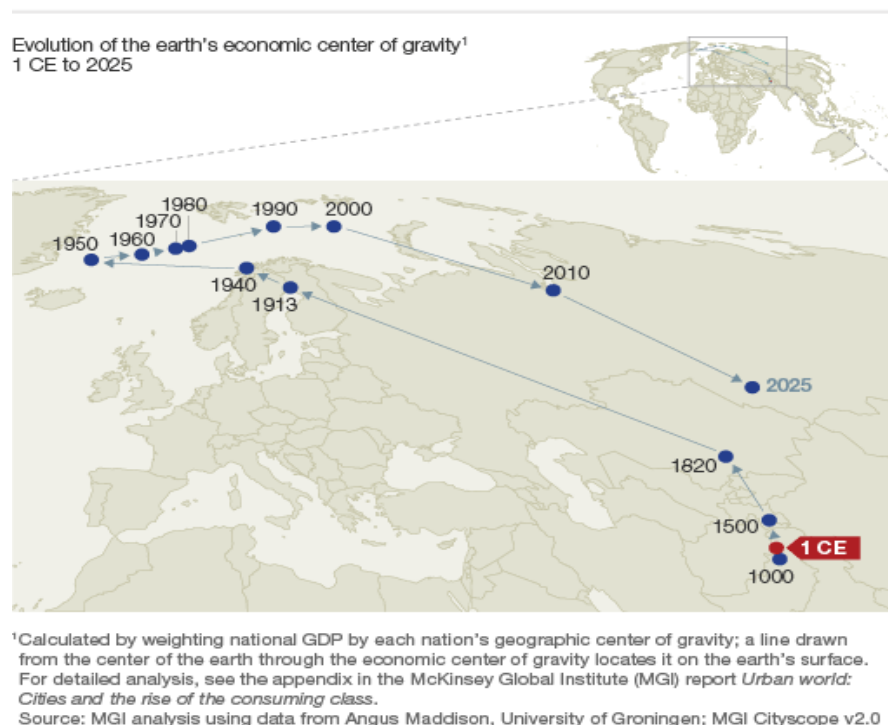 Evolution of the earth's economic center of gravity¹
1 CE to 2025
1980
1970
1990
2000
1950
1960
2010
1940
1913
2025
1820
1500
1 CE
1000
¹Calculated by weighting national GDP by each nation's geographic center of gravity; a line drawn
from the center of the earth through the economic center of gravity locates it on the earth's surface.
For detailed analysis, see the appendix in the McKinsey Global Institute (MGI) report Urban world:
Cities and the rise of the consuming class.
Source: MGI analysis using data from Angus Maddison, University of Groningen; MGI Cityscope v2.0